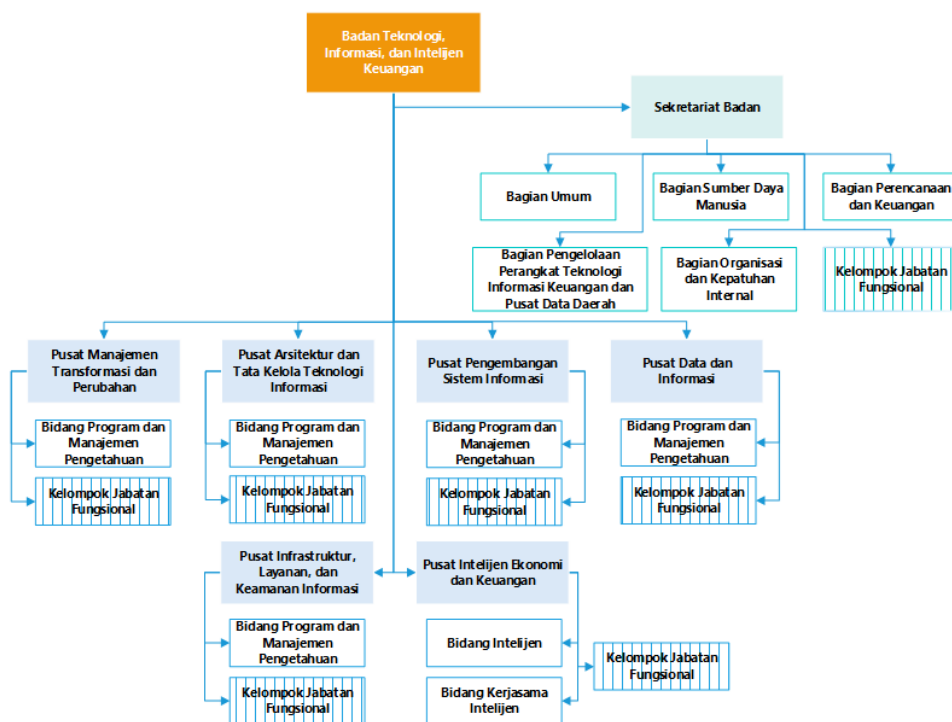 Badan Teknologi,
Informasi, dan Intelijen
Keuangan
Sekretariat Badan
Bagian Umum
Bagian Sumber Daya
Manusia
Bagian Perencanaan
dan Keuangan
Bagian Pengelolaan
Perangkat Teknologi
Informasi Keuangan dan
Pusat Data Daerah
Bagian Organisasi
dan Kepatuhan
Internal
Kelompok Jabatan
Fungsional
Pusat Manajemen
Transformasi dan
Perubahan
Bidang Program dan
Manajemen
Pengetahuan
Kelompok Jabatan
Fungsional
Pusat Arsitektur dan
Tata Kelola Teknologi
Informasi
Bidang Program dan
Manajemen
Pengetahuan
Kelompok Jabatan
Fungsional
Pusat Pengembangan
Sistem Informasi
Bidang Program dan
Manajemen
Pengetahuan
Kelompok Jabatan
Fungsional
Pusat Data dan
Informasi
Bidang Program dan
Manajemen
Pengetahuan
Kelompok Jabatan
Fungsional
Pusat Infrastruktur,
Layanan, dan
Keamanan Informasi
Bidang Program dan
Manajemen
Pengetahuan
Kelompok Jabatan
Fungsional
Pusat Intelijen Ekonomi
dan Keuangan
Bidang Intelijen
Bidang Kerjasama
Intelijen
Kelompok Jabatan
Fungsional